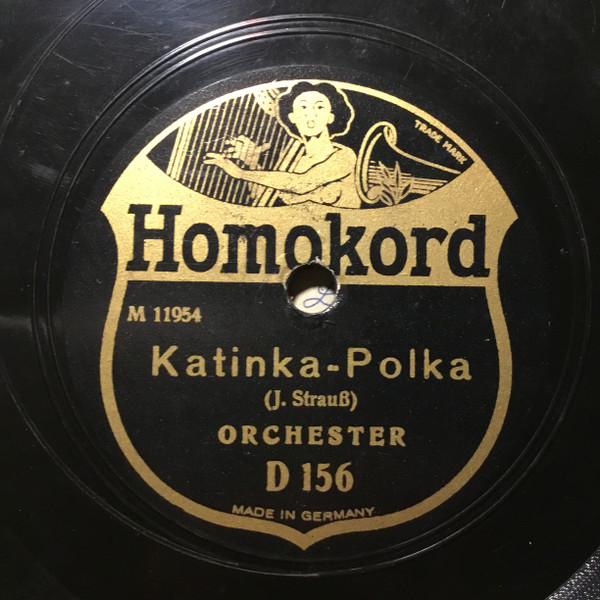 TRADE MARK
Homokord
M 11954
Katinka-Polka
(J. Strauß)
ORCHESTER
D 156
MADE IN GERMANY